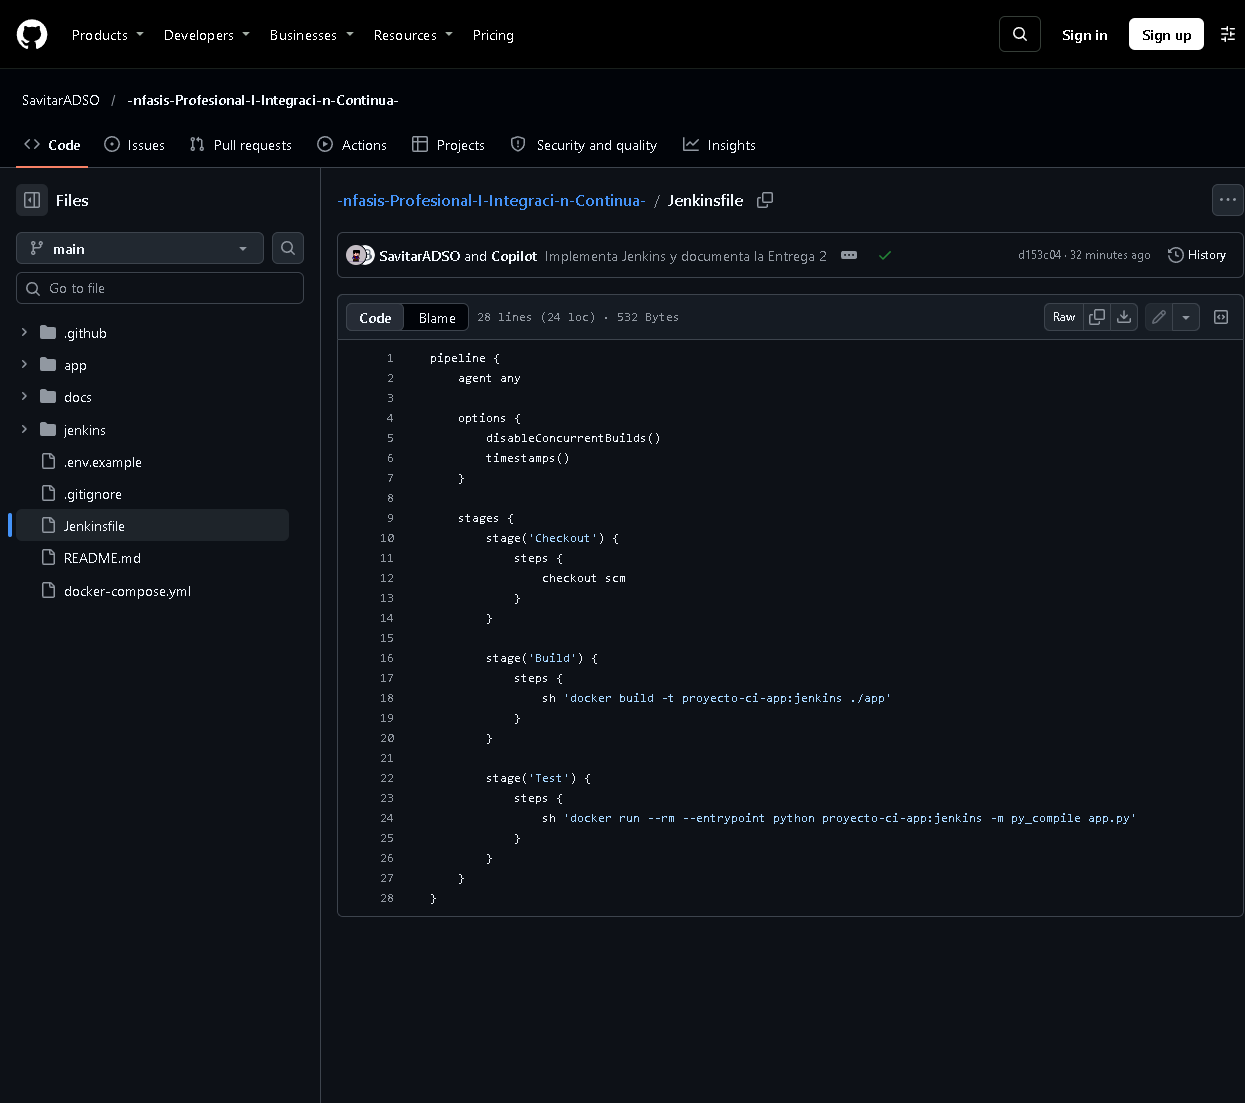 Products Developers Businesses Resources Pricing Sign in Sign up
SavitarADSO / -nfasis-Profesional-I-Integraci-n-Continua-
Code Issues Pull requests Actions Projects Security and quality Insights
Files
main
Go to file
.github
app
docs
jenkins
.env.example
.gitignore
Jenkinsfile
README.md
docker-compose.yml
-nfasis-Profesional-I-Integraci-n-Continua- / Jenkinsfile
SavitarADSO and Copilot Implementa Jenkins y documenta la Entrega 2 d153c04 · 32 minutes ago History
Code Blame 28 lines (24 loc) · 532 Bytes Raw
1 pipeline {
2     agent any
3
4     options {
5         disableConcurrentBuilds()
6         timestamps()
7     }
8
9     stages {
10         stage('Checkout') {
11             steps {
12                 checkout scm
13             }
14         }
15
16         stage('Build') {
17             steps {
18                 sh 'docker build -t proyecto-ci-app:jenkins ./app'
19             }
20         }
21
22         stage('Test') {
23             steps {
24                 sh 'docker run --rm --entrypoint python proyecto-ci-app:jenkins -m py_compile app.py'
25             }
26         }
27     }
28 }